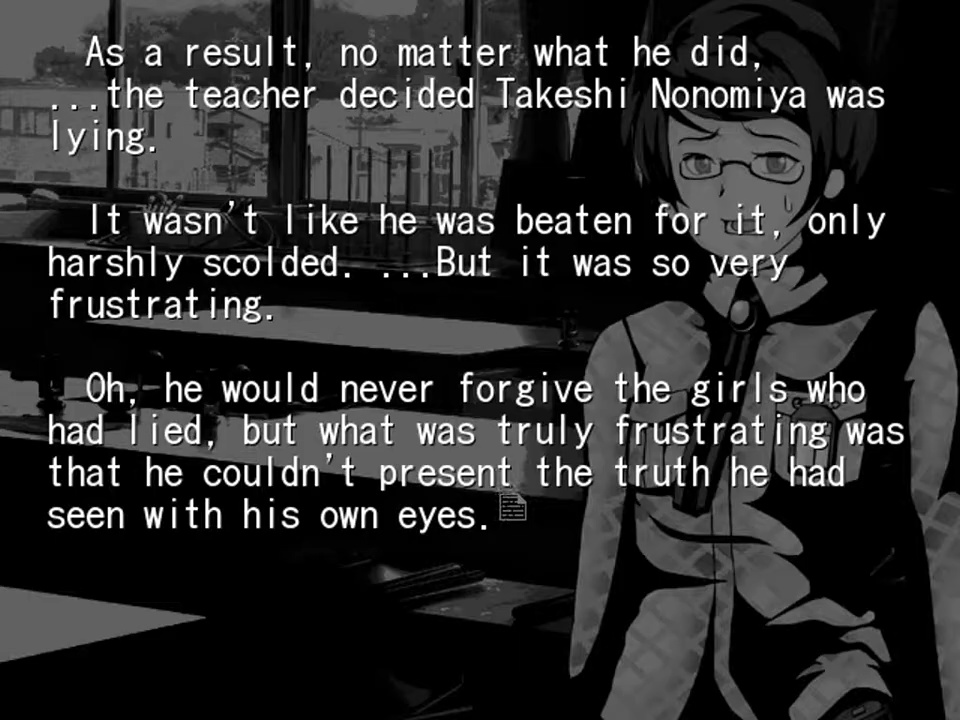 As a result, no matter what he did,
...the teacher decided Takeshi Nonomiya was
lying.
It wasn't like he was beaten for it, only
harshly scolded. ...But it was so very
frustrating.
Oh, he would never forgive the girls who
had lied, but what was truly frustrating was
that he couldn't present the truth he had
seen with his own eyes.